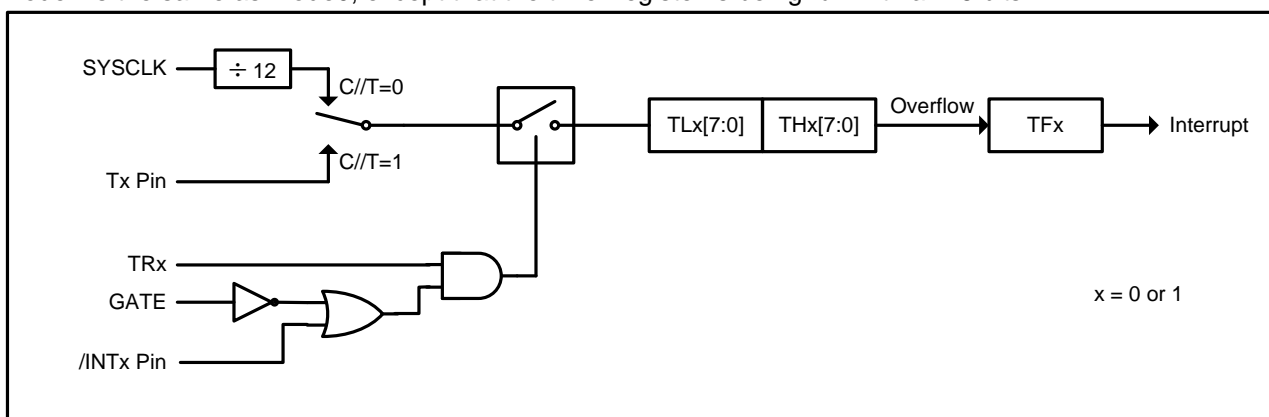 SYSCLK
÷ 12
C//T=0
C//T=1
Tx Pin
TLx[7:0]
THx[7:0]
Overflow
TFx
Interrupt
TRx
GATE
/INTx Pin
x = 0 or 1